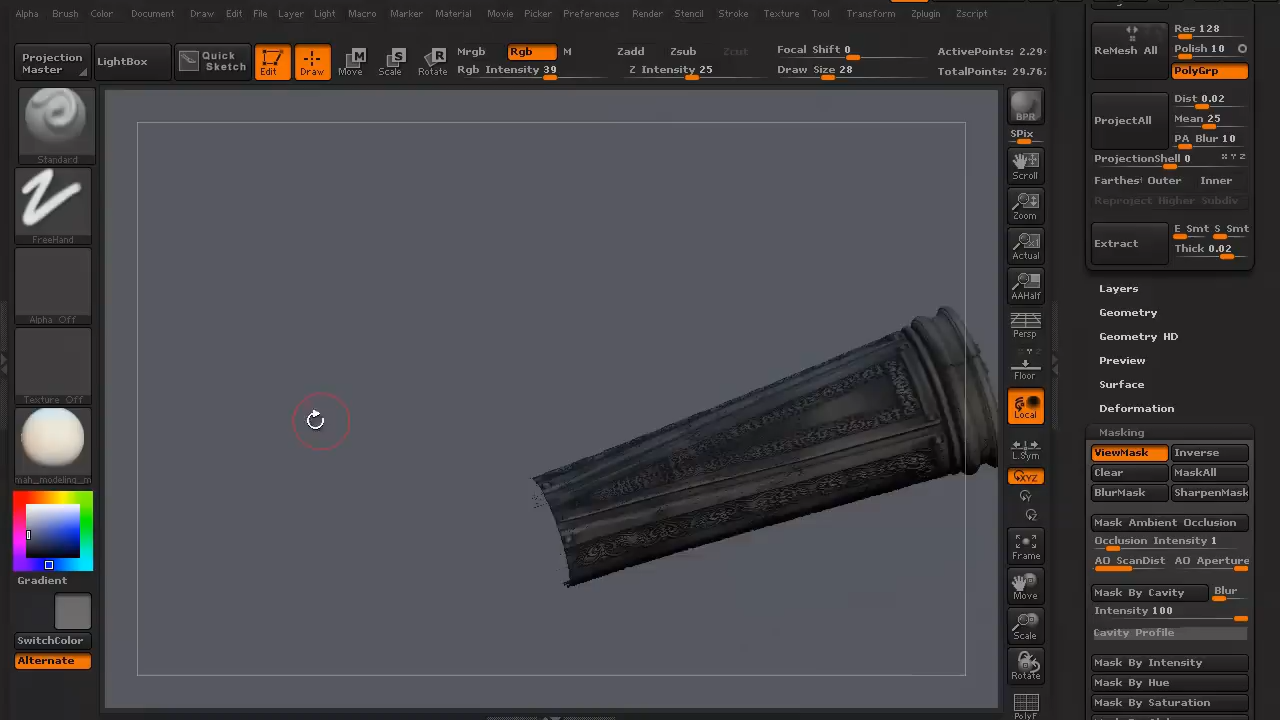 Alpha Brush Color Document Draw Edit File Layer Light Macro Marker Material Movie Picker Preferences Render Stencil Stroke Texture Tool Transform Zplugin Zscript
Projection Master
LightBox
Quick Sketch
Edit
Draw
Move
Scale
Rotate
Mrgb Rgb M
Rgb Intensity 39
Zadd Zsub Zcut
Z Intensity 25
Focal Shift 0
Draw Size 28
ActivePoints: 2.29
TotalPoints: 29.76
Standard
FreeHand
Alpha Off
Texture Off
Gradient
SwitchColor
Alternate
BPR
SPix
Scroll
Zoom
Actual
AAHalf
Persp
Floor
Local
L.Sym
XYZ
Frame
Move
Scale
Rotate
PolyF
ReMesh All
Res 128
Polish 10
PolyGrp
ProjectAll
Dist 0.02
Mean 25
PA Blur 10
ProjectionShell 0
Farthest Outer Inner
Reproject Higher Subdiv
Extract
E Smt S Smt
Thick 0.02
Layers
Geometry
Geometry HD
Preview
Surface
Deformation
Masking
ViewMask Inverse
Clear MaskAll
BlurMask SharpenMask
Mask Ambient Occlusion
Occlusion Intensity 1
AO ScanDist AO Aperture
Mask By Cavity Blur
Intensity 100
Cavity Profile
Mask By Intensity
Mask By Hue
Mask By Saturation